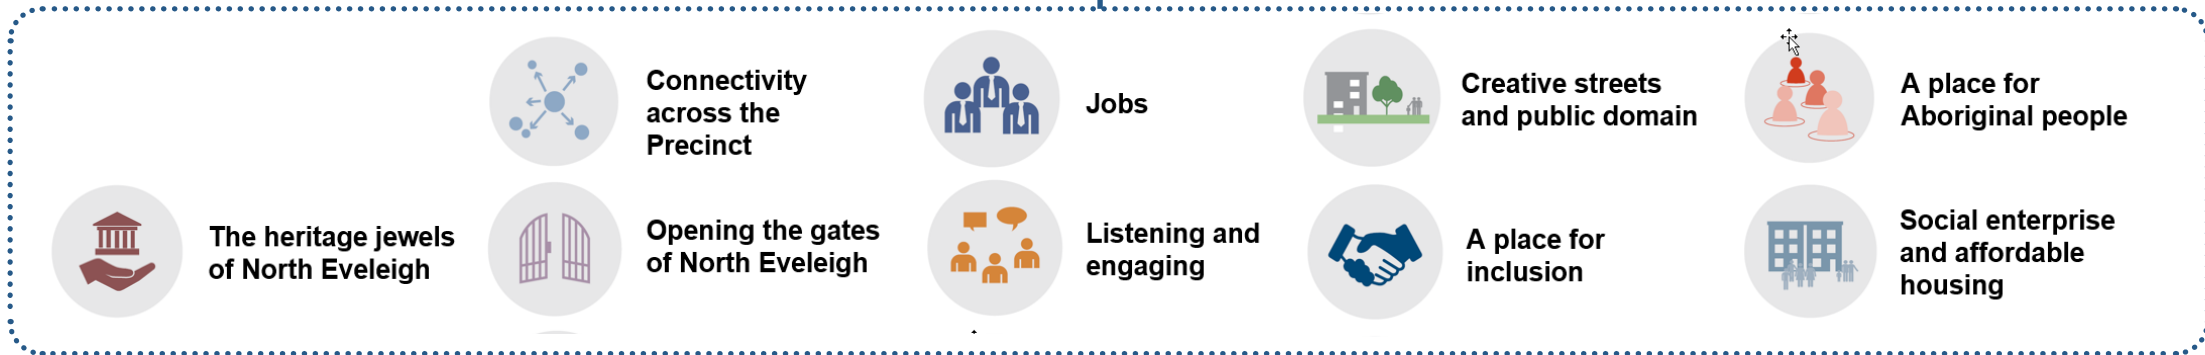 Connectivity
across the
Precinct
Jobs
Creative streets
and public domain
A place for
Aboriginal people
The heritage jewels
of North Eveleigh
Opening the gates
of North Eveleigh
Listening and
engaging
A place for
inclusion
Social enterprise
and affordable
housing